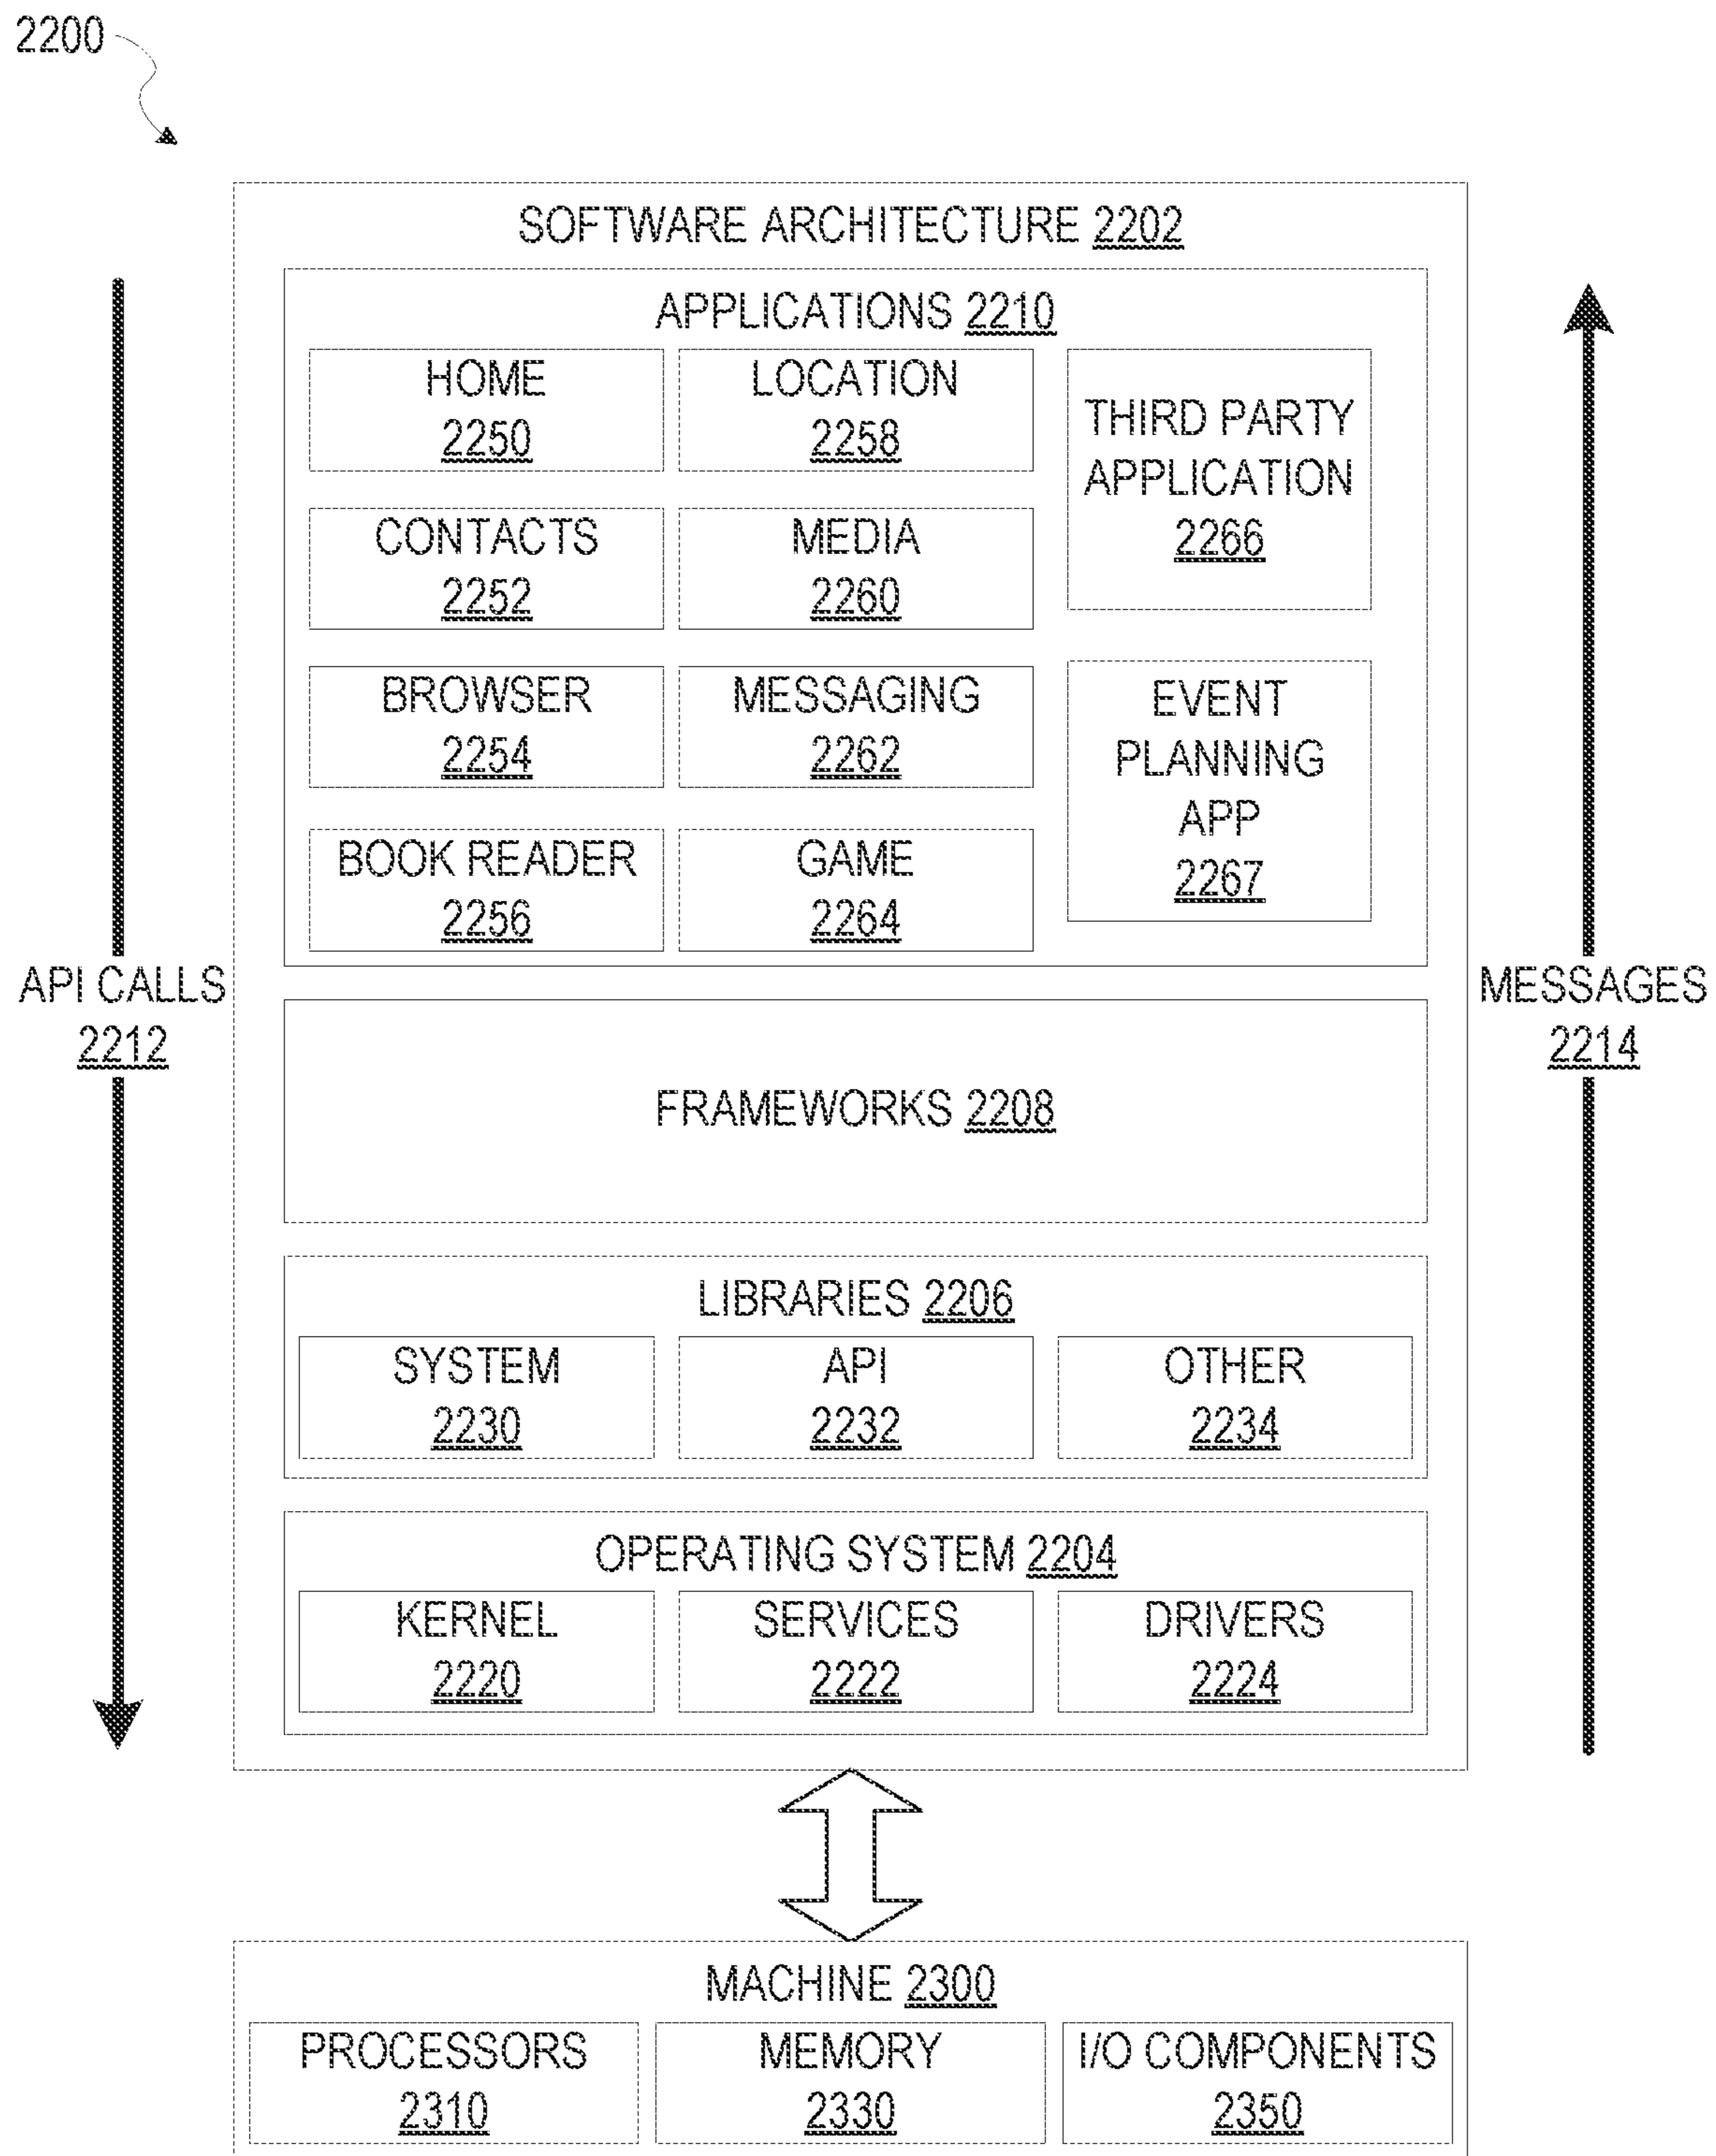 2200
SOFTWARE ARCHITECTURE 2202
APPLICATIONS 2210
HOME
2250
LOCATION
2258
THIRD PARTY
APPLICATION
2266
CONTACTS
2252
MEDIA
2260
BROWSER
2254
MESSAGING
2262
EVENT
PLANNING
APP
2267
BOOK READER
2256
GAME
2264
API CALLS
2212
MESSAGES
2214
FRAMEWORKS 2208
LIBRARIES 2206
SYSTEM
2230
API
2232
OTHER
2234
OPERATING SYSTEM 2204
KERNEL
2220
SERVICES
2222
DRIVERS
2224
MACHINE 2300
PROCESSORS
2310
MEMORY
2330
I/O COMPONENTS
2350